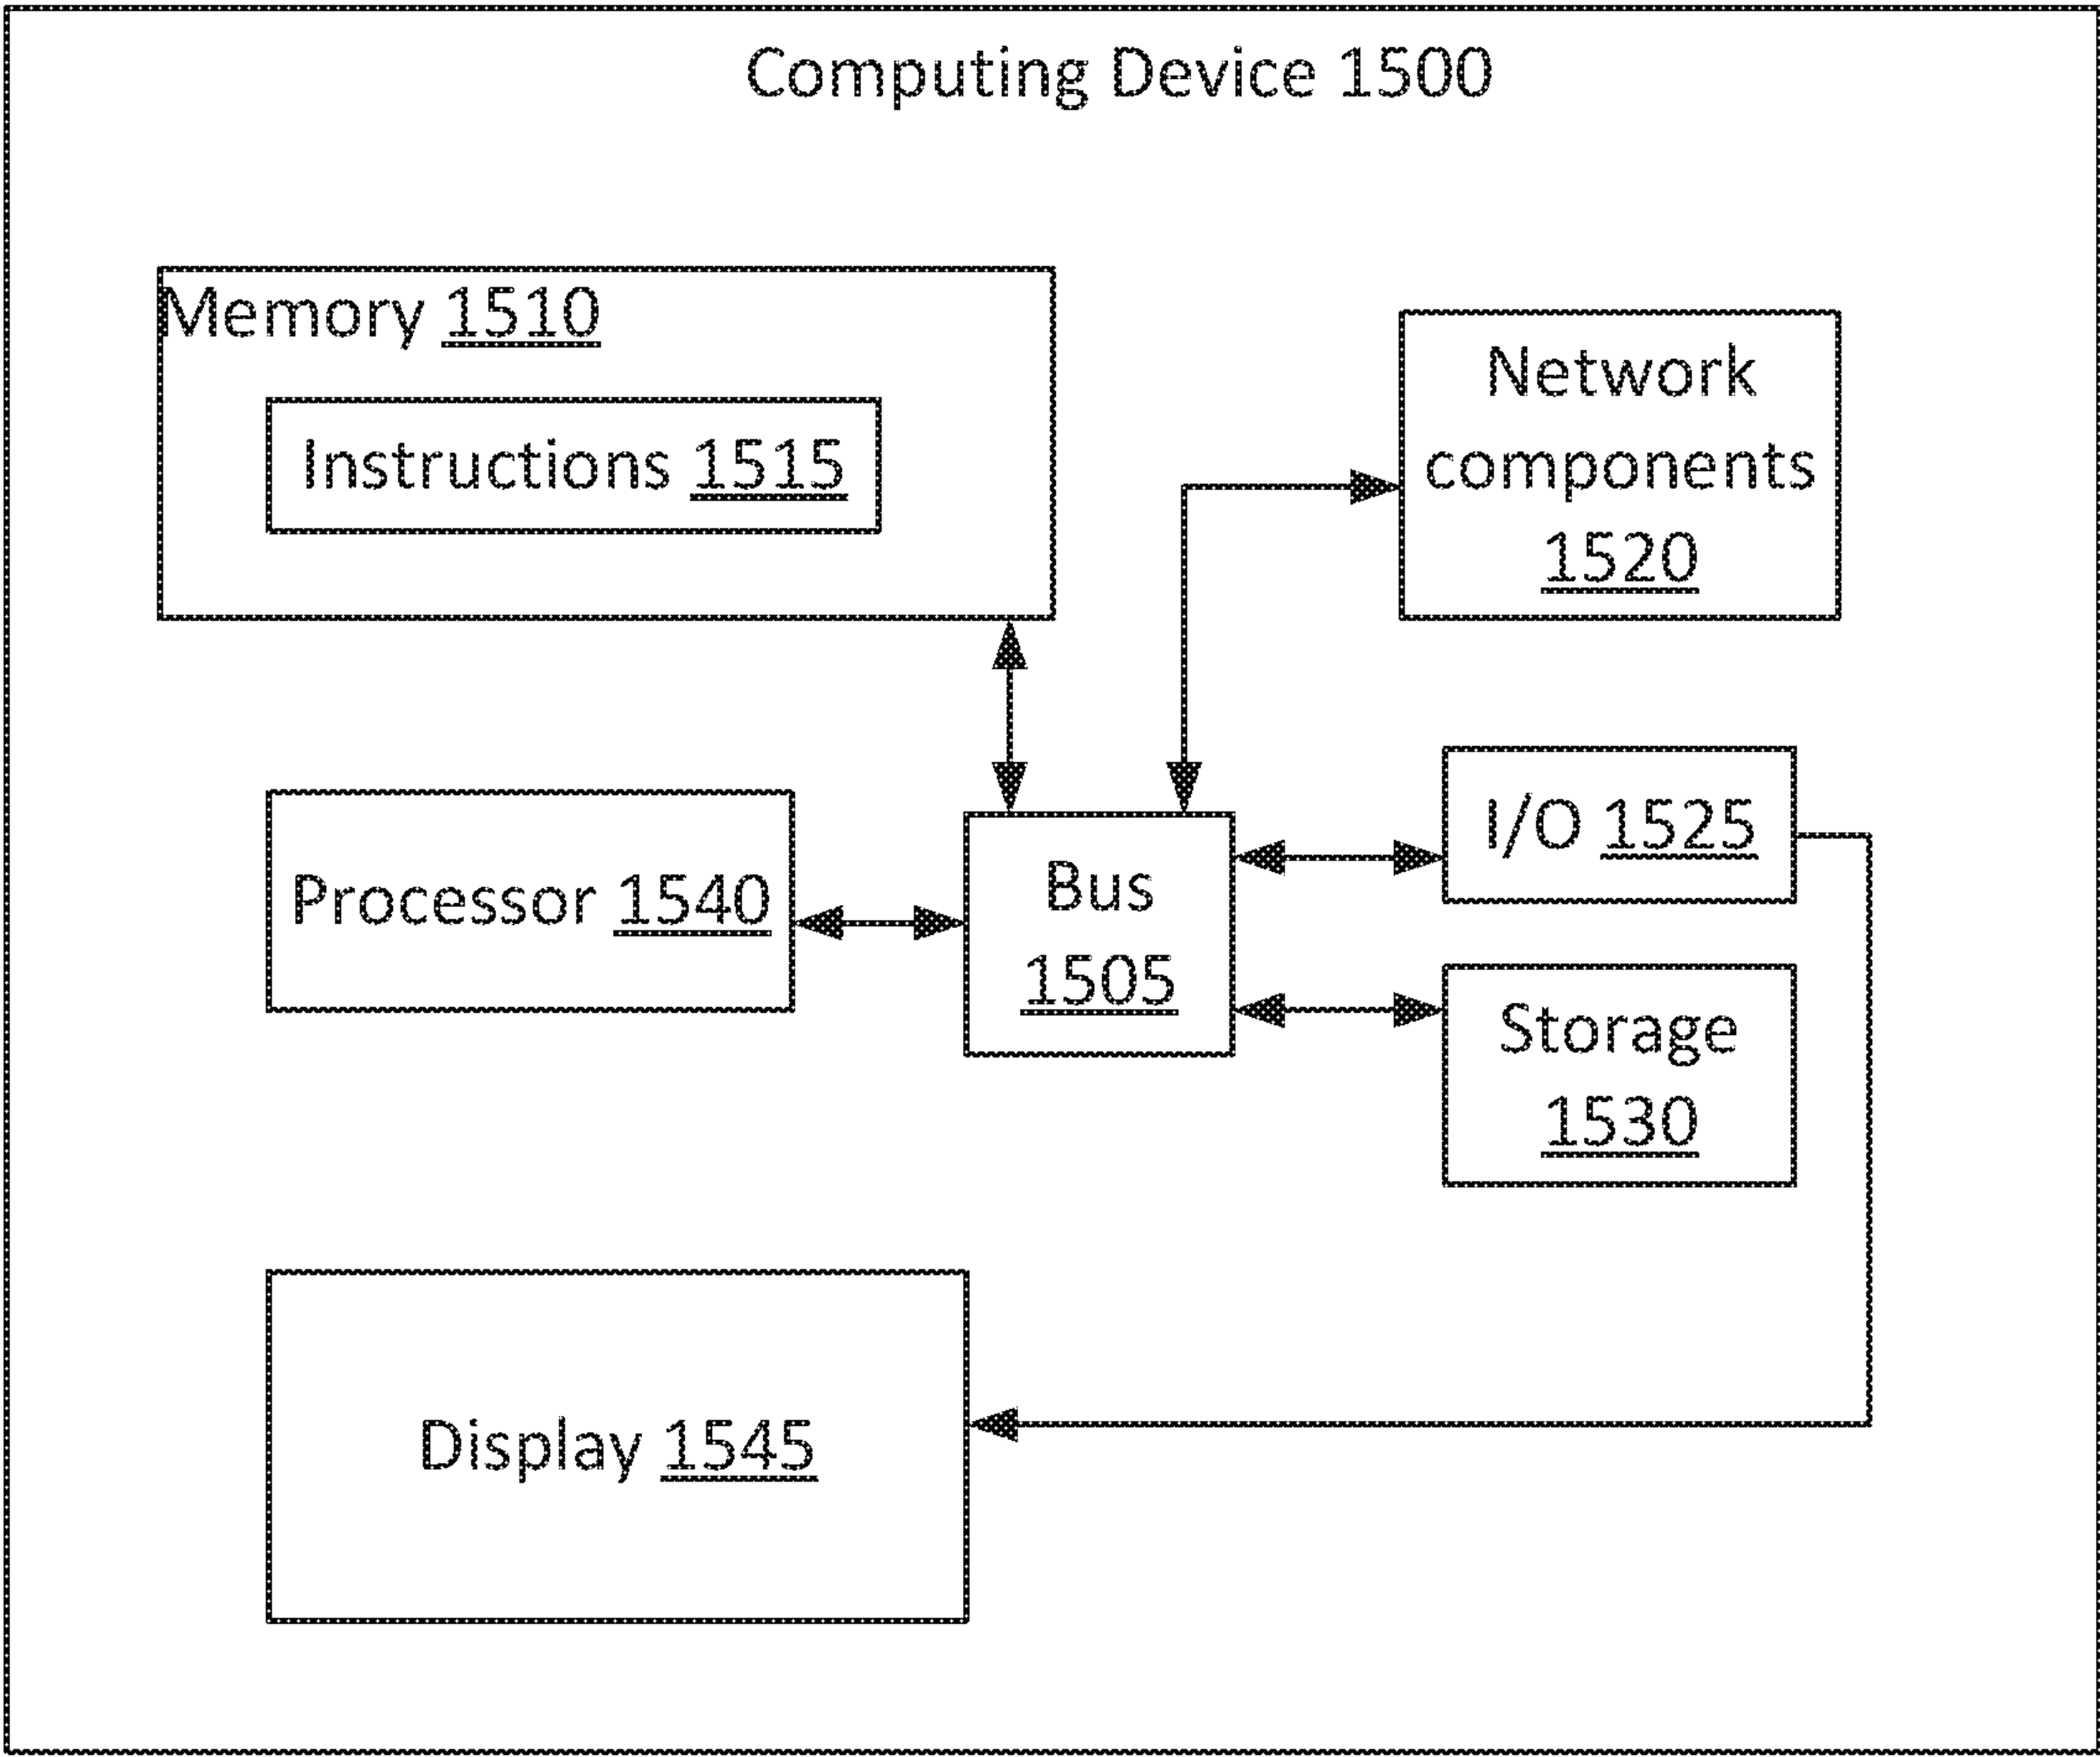 Computing Device 1500
Memory 1510
Instructions 1515
Network
components
1520
Processor 1540
Bus
1505
I/O 1525
Storage
1530
Display 1545